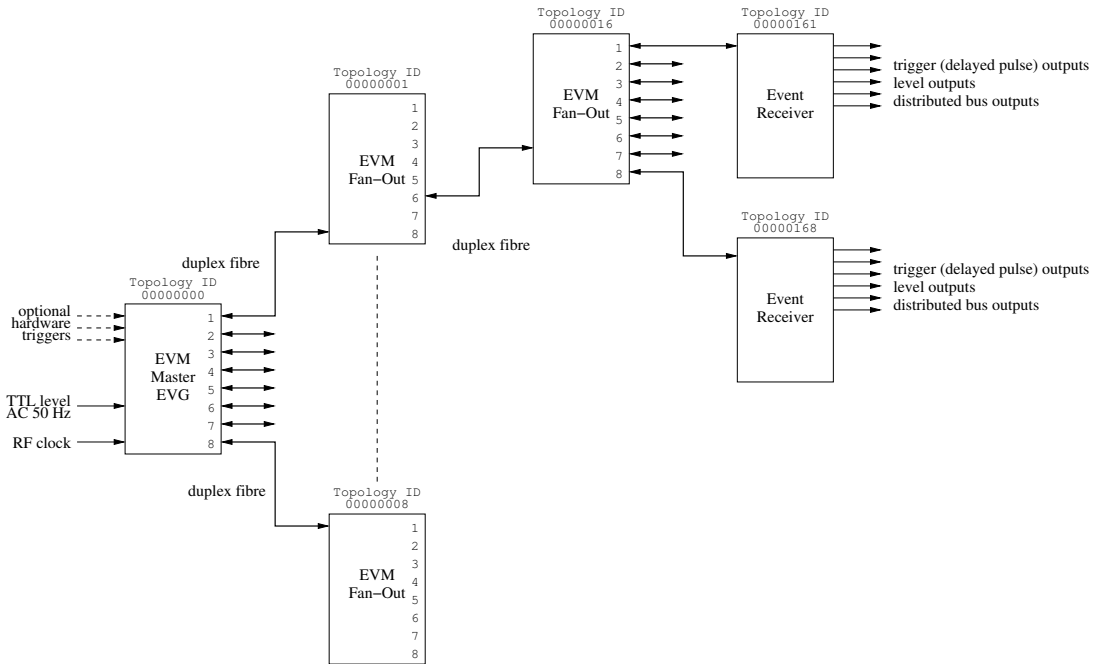 Topology ID
00000016
1
2
3
4
5
6
7
8
EVM
Fan−Out
Topology ID
00000161
Event
Receiver
trigger (delayed pulse) outputs
level outputs
distributed bus outputs
Topology ID
00000001
1
2
3
4
5
6
7
8
EVM
Fan−Out
duplex fibre
Topology ID
00000168
Event
Receiver
trigger (delayed pulse) outputs
level outputs
distributed bus outputs
duplex fibre
Topology ID
00000000
optional
hardware
triggers
TTL level
AC 50 Hz
RF clock
EVM
Master
EVG
1
2
3
4
5
6
7
8
duplex fibre
Topology ID
00000008
1
2
3
4
5
6
7
8
EVM
Fan−Out